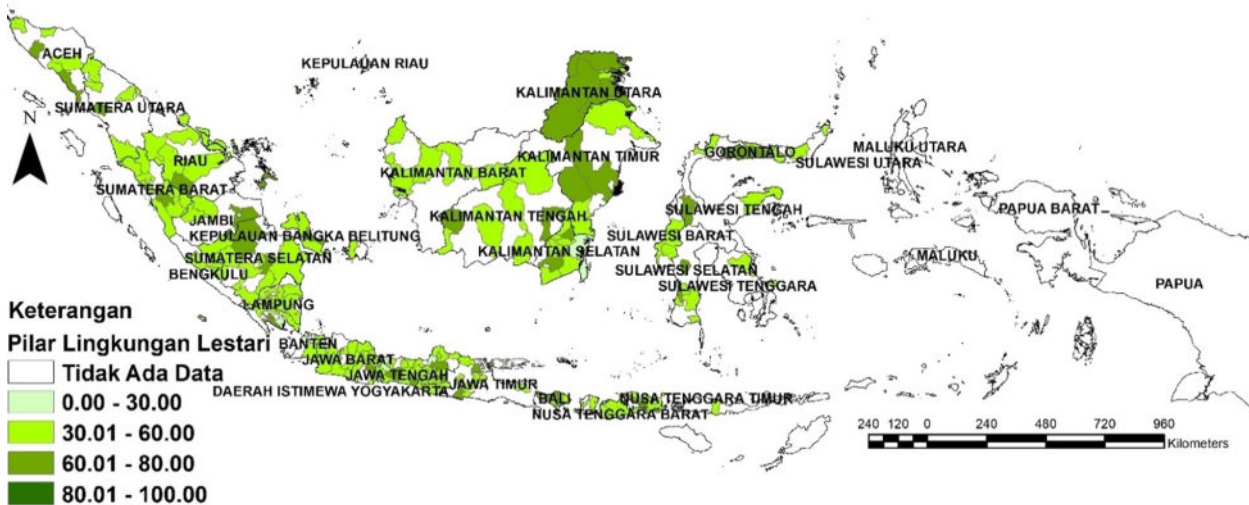 ACEH
KEPULAUAN RIAU
SUMATERA UTARA
N
KALIMANTAN UTARA
RIAU
SUMATERA BARAT
KALIMANTAN BARAT
KALIMANTAN TIMUR
GORONTALO
SULAWESI UTARA
MALUKU UTARA
JAMBI
KEPULAUAN BANGKA BELITUNG
KALIMANTAN TENGAH
SULAWESI TENGAH
PAPUA BARAT
SUMATERA SELATAN
BENGKULU
KALIMANTAN SELATAN
SULAWESI BARAT
SULAWESI SELATAN
SULAWESI TENGGARA
MALUKU
PAPUA
LAMPUNG
BANTEN
JAWA BARAT
JAWA TENGAH
DAERAH ISTIMEWA YOGYAKARTA
JAWA TIMUR
BALI
NUSA TENGGARA TIMUR
NUSA TENGGARA BARAT
Keterangan
Pilar Lingkungan Lestari
Tidak Ada Data
0.00 - 30.00
30.01 - 60.00
60.01 - 80.00
80.01 - 100.00
240 120 0 240 480 720 960
Kilometers